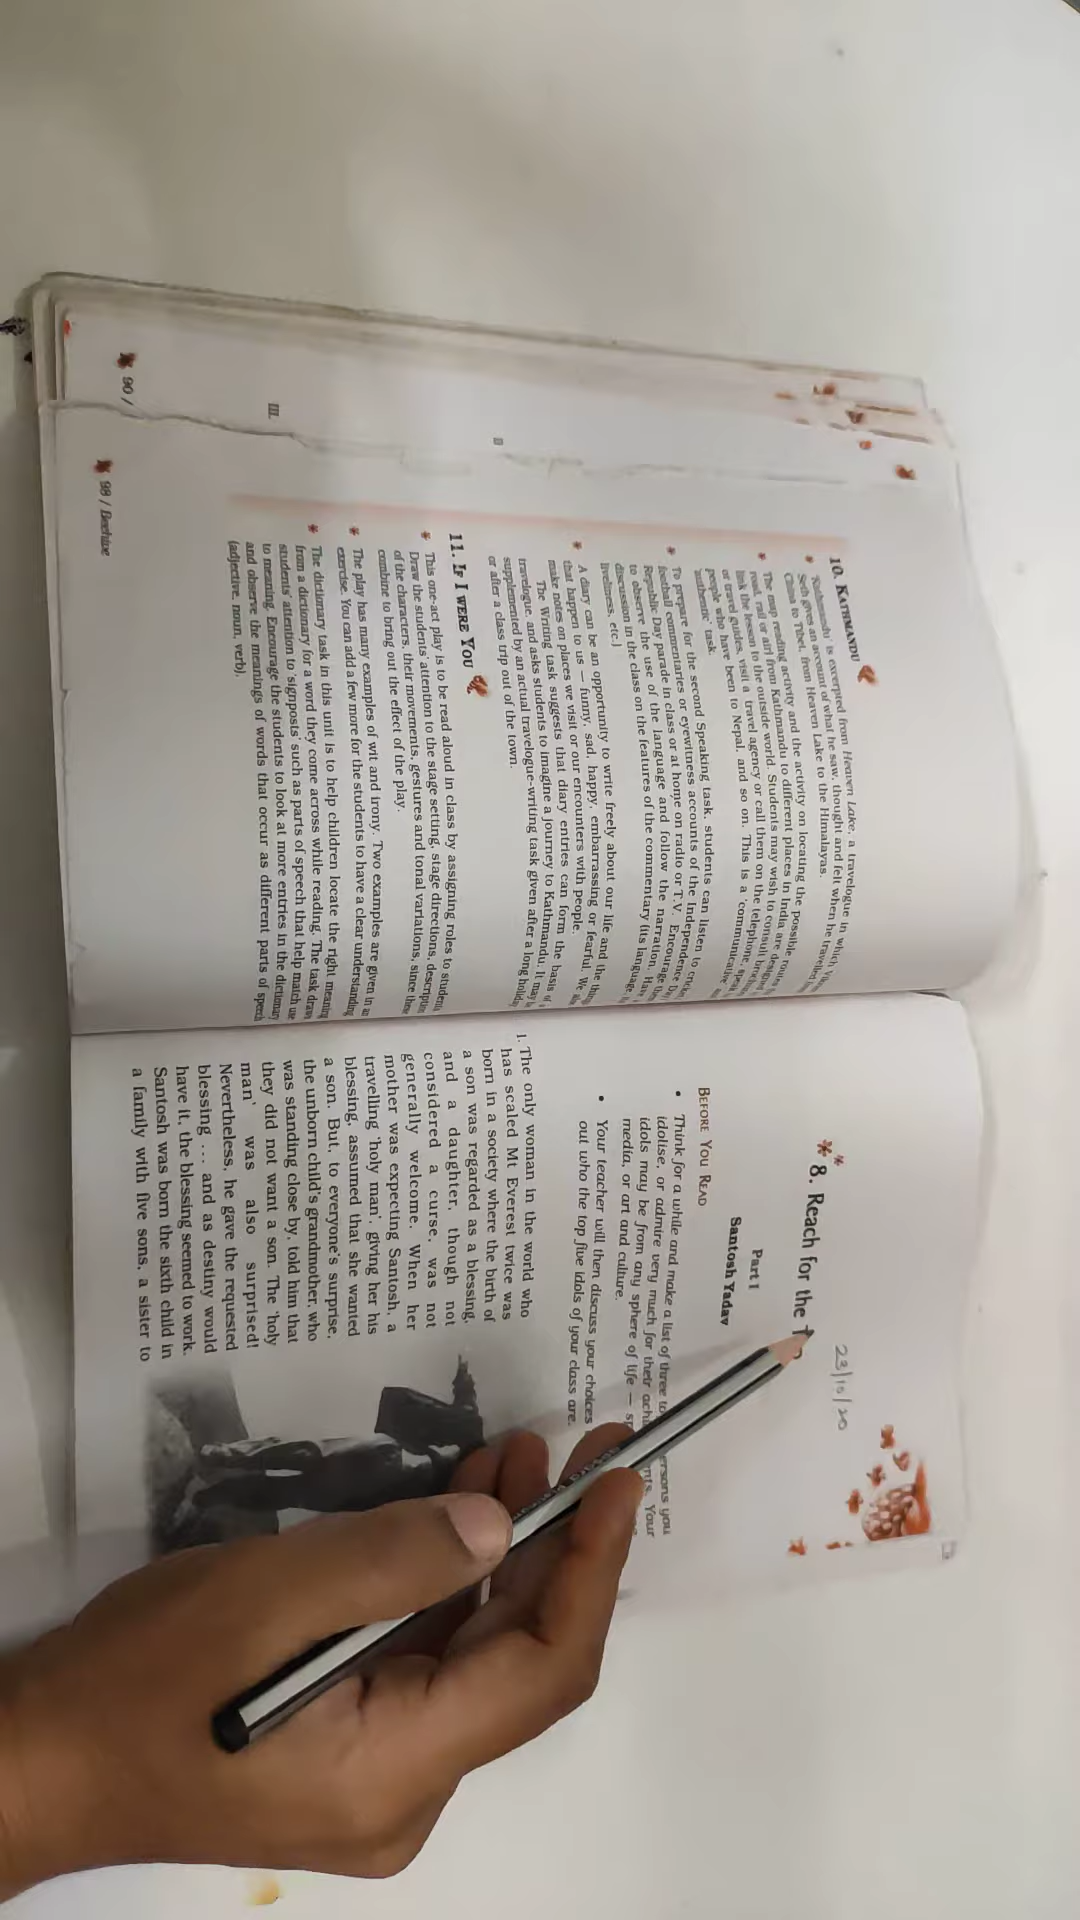 10. KATHMANDU
'Kathmandu' is excerpted from Heaven Lake, a travelogue in which
Seth gives an account of what he saw, thought and felt when he travelled
China to Tibet, from Heaven Lake to the Himalayas.
The map reading activity and the activity on locating the possible routes
road, rail or air) from Kathmandu to different places in India are
link the lesson to the outside world. Students may wish to consult
or travel guides, visit a travel agency or call them on the telephone,
people who have been to Nepal, and so on. This is a 'communicative'
'authentic' task.
To prepare for the second Speaking task, students can listen to
football commentaries or eyewitness accounts of the Independence
Republic Day parade in class or at home on radio or T.V. Encourage
to observe the use of the language and follow the narration.
discussion in the class on the features of the commentary (its language,
liveliness, etc.)
A diary can be an opportunity to write freely about our life and the
that happen to us — funny, sad, happy, embarrassing or fearful. We
make notes on places we visit or our encounters with people.
The Writing task suggests that diary entries can form the basis of
travelogue, and asks students to imagine a journey to Kathmandu. It may
supplemented by an actual travelogue-writing task given after a long
or after a class trip out of the town.
11. IF I WERE YOU
This one-act play is to be read aloud in class by assigning roles to
Draw the students' attention to the stage setting, stage directions,
of the characters, their movements, gestures and tonal variations, since these
combine to bring out the effect of the play.
The play has many examples of wit and irony. Two examples are given in an
exercise. You can add a few more for the students to have a clear understanding
The dictionary task in this unit is to help children locate the right meaning
from a dictionary for a word they come across while reading. The task draws
students' attention to 'signposts' such as parts of speech that help match use
to meaning. Encourage the students to look at more entries in the dictionary
and observe the meanings of words that occur as different parts of speech
(adjective, noun, verb).
III.
98 / Beehive
90 /
23/10/20
8. Reach for the
Part I
Santosh Yadav
BEFORE YOU READ
• Think for a while and make a list of three to persons you
idolise, or admire very much for their Your
idols may be from any sphere of life —
media, or art and culture.
• Your teacher will then discuss your choices
out who the top five idols of your class are.
1. The only woman in the world who
has scaled Mt Everest twice was
born in a society where the birth of
a son was regarded as a blessing,
and a daughter, though not
considered a curse, was not
generally welcome. When her
mother was expecting Santosh, a
travelling 'holy man', giving her his
blessing, assumed that she wanted
a son. But, to everyone's surprise,
the unborn child's grandmother, who
was standing close by, told him that
they did not want a son. The 'holy
man' was also surprised!
Nevertheless, he gave the requested
blessing ... and as destiny would
have it, the blessing seemed to work.
Santosh was born the sixth child in
a family with five sons, a sister to